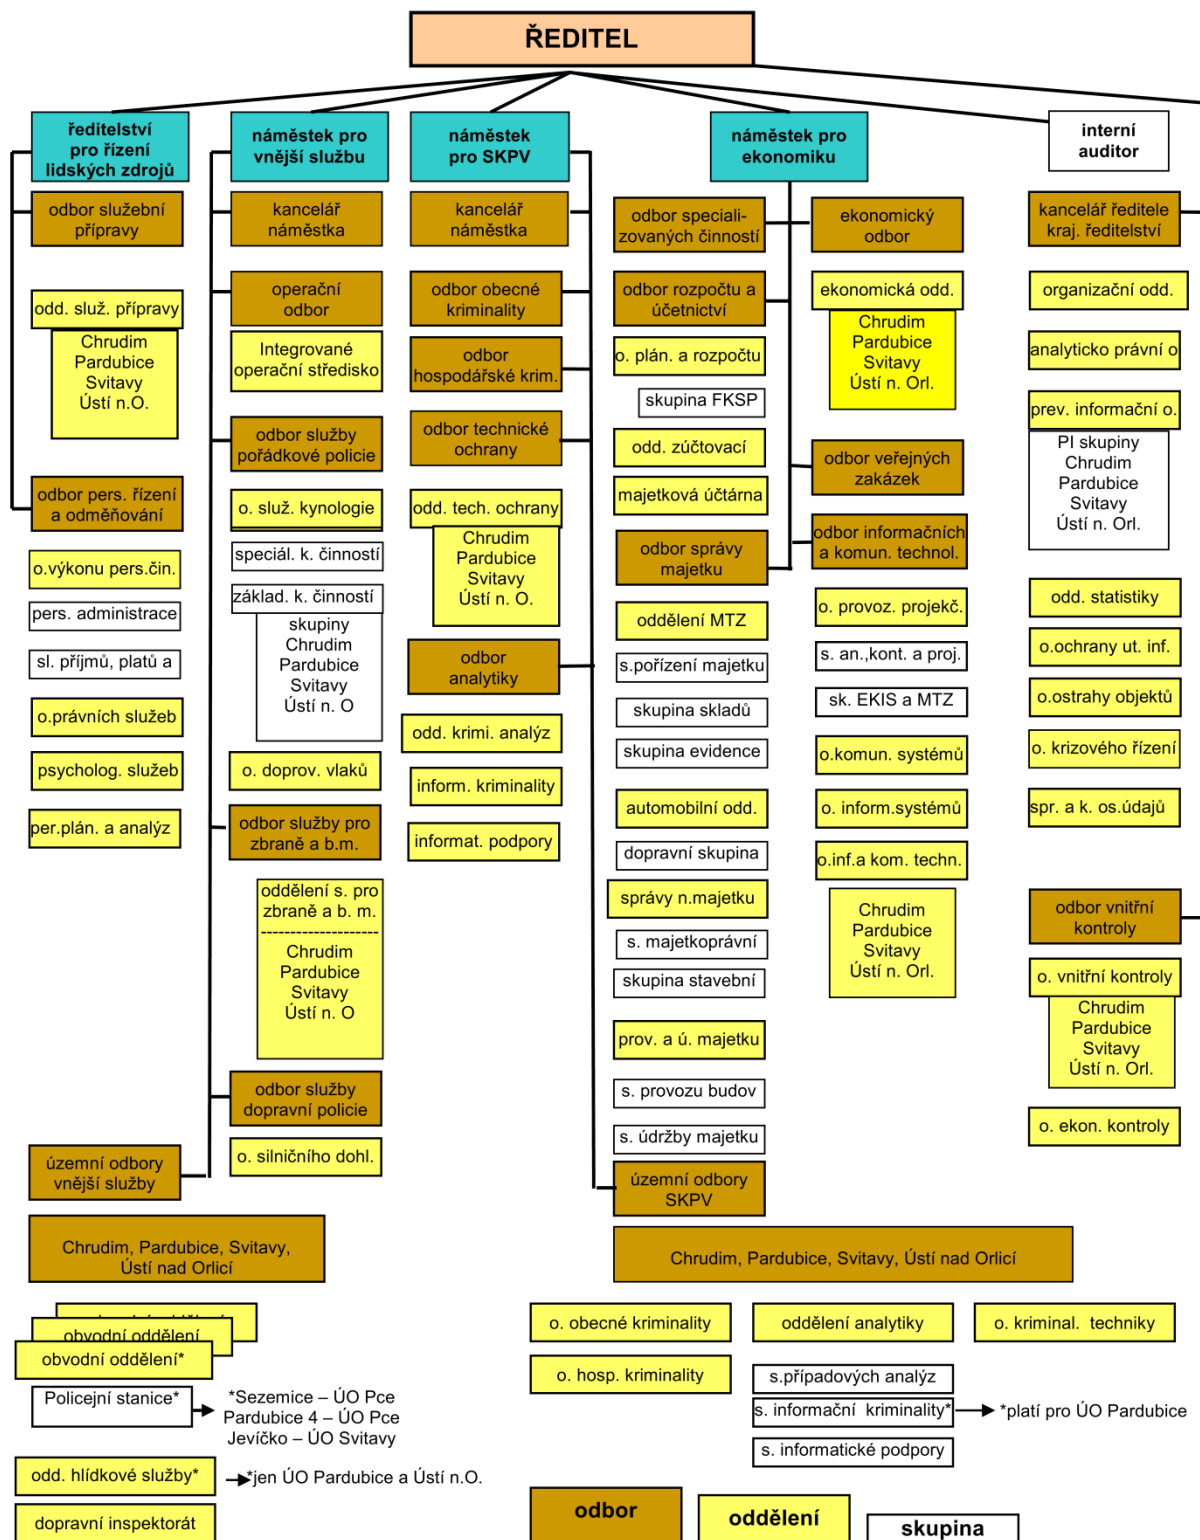 ŘEDITEL
ředitelství
pro řízení
lidských zdrojů
odbor služební
přípravy
odd. služ. přípravy
Chrudim
Pardubice
Svitavy
Ústí n.O.
odbor pers. řízení
a odměňování
o.výkonu pers.čin.
pers. administrace
sl. příjmů, platů a
o.právních služeb
psycholog. služeb
per.plán. a analýz
náměstek pro
vnější službu
kancelář
náměstka
operační
odbor
Integrované
operační středisko
odbor služby
pořádkové policie
o. služ. kynologie
speciál. k. činností
základ. k. činností
skupiny
Chrudim
Pardubice
Svitavy
Ústí n. O
o. doprov. vlaků
odbor služby pro
zbraně a b.m.
oddělení s. pro
zbraně a b. m.
--------------------
Chrudim
Pardubice
Svitavy
Ústí n. O
odbor služby
dopravní policie
o. silničního dohl.
územní odbory
vnější služby
Chrudim, Pardubice, Svitavy,
Ústí nad Orlicí
obvodní oddělení
obvodní oddělení*
Policejní stanice*
*Sezemice – ÚO Pce
Pardubice 4 – ÚO Pce
Jevíčko – ÚO Svitavy
odd. hlídkové služby*
*jen ÚO Pardubice a Ústí n.O.
dopravní inspektorát
náměstek
pro SKPV
kancelář
náměstka
odbor obecné
kriminality
odbor
hospodářské krim.
odbor technické
ochrany
odd. tech. ochrany
Chrudim
Pardubice
Svitavy
Ústí n. O.
odbor
analytiky
odd. krimi. analýz
inform. kriminality
informat. podpory
náměstek pro
ekonomiku
odbor speciali-
zovaných činností
odbor rozpočtu a
účetnictví
o. plán. a rozpočtu
skupina FKSP
odd. zúčtovací
majetková účtárna
odbor správy
majetku
oddělení MTZ
s.pořízení majetku
skupina skladů
skupina evidence
automobilní odd.
dopravní skupina
správy n.majetku
s. majetkoprávní
skupina stavební
prov. a ú. majetku
s. provozu budov
s. údržby majetku
územní odbory
SKPV
Chrudim, Pardubice, Svitavy, Ústí nad Orlicí
ekonomický
odbor
ekonomická odd.
Chrudim
Pardubice
Svitavy
Ústí n. Orl.
odbor veřejných
zakázek
odbor informačních
a komun. technol.
o. provoz. projekč.
s. an.,kont. a proj.
sk. EKIS a MTZ
o.komun. systémů
o. inform.systémů
o.inf.a kom. techn.
Chrudim
Pardubice
Svitavy
Ústí n. Orl.
interní
auditor
kancelář ředitele
kraj. ředitelství
organizační odd.
analyticko právní o
prev. informační o.
PI skupiny
Chrudim
Pardubice
Svitavy
Ústí n. Orl.
odd. statistiky
o.ochrany ut. inf.
o.ostrahy objektů
o. krizového řízení
spr. a k. os.údajů
odbor vnitřní
kontroly
o. vnitřní kontroly
Chrudim
Pardubice
Svitavy
Ústí n. Orl.
o. ekon. kontroly
o. obecné kriminality
oddělení analytiky
o. kriminal. techniky
o. hosp. kriminality
s.případových analýz
s. informační kriminality*
*platí pro ÚO Pardubice
s. informatické podpory
odbor
oddělení
skupina